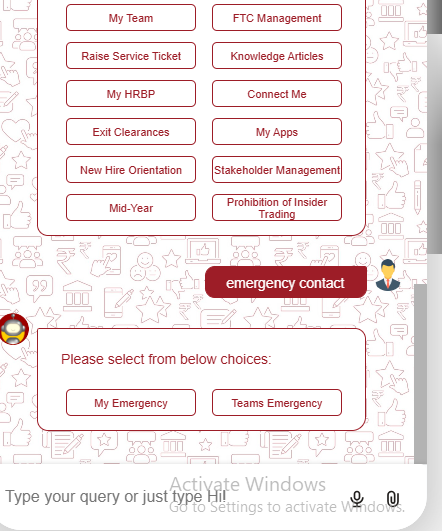 My Team
FTC Management
Raise Service Ticket
Knowledge Articles
My HRBP
Connect Me
Exit Clearances
My Apps
New Hire Orientation
Stakeholder Management
Mid-Year
Prohibition of Insider
Trading
emergency contact
Please select from below choices:
My Emergency
Teams Emergency
Activate Windows
Type your query or just type Hi!
Go to Settings to activate Windows.